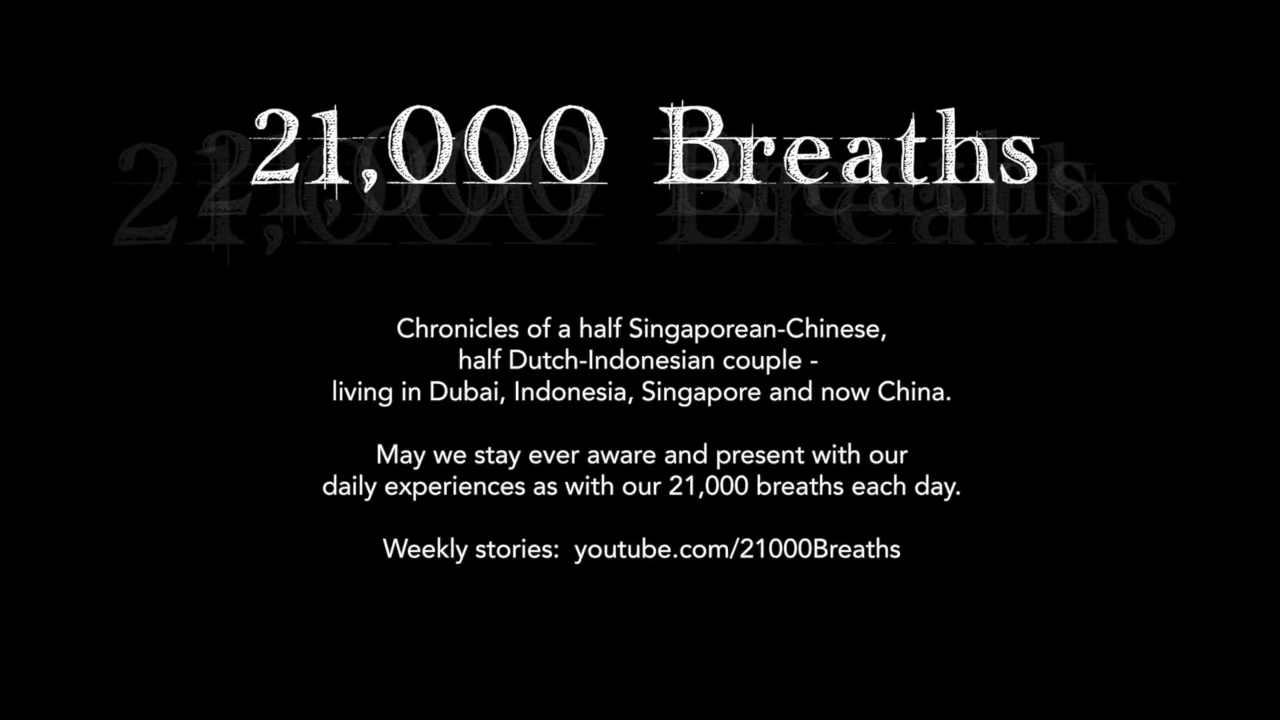 21,000 Breaths
Chronicles of a half Singaporean-Chinese,
half Dutch-Indonesian couple -
living in Dubai, Indonesia, Singapore and now China.
May we stay ever aware and present with our
daily experiences as with our 21,000 breaths each day.
Weekly stories:  youtube.com/21000Breaths